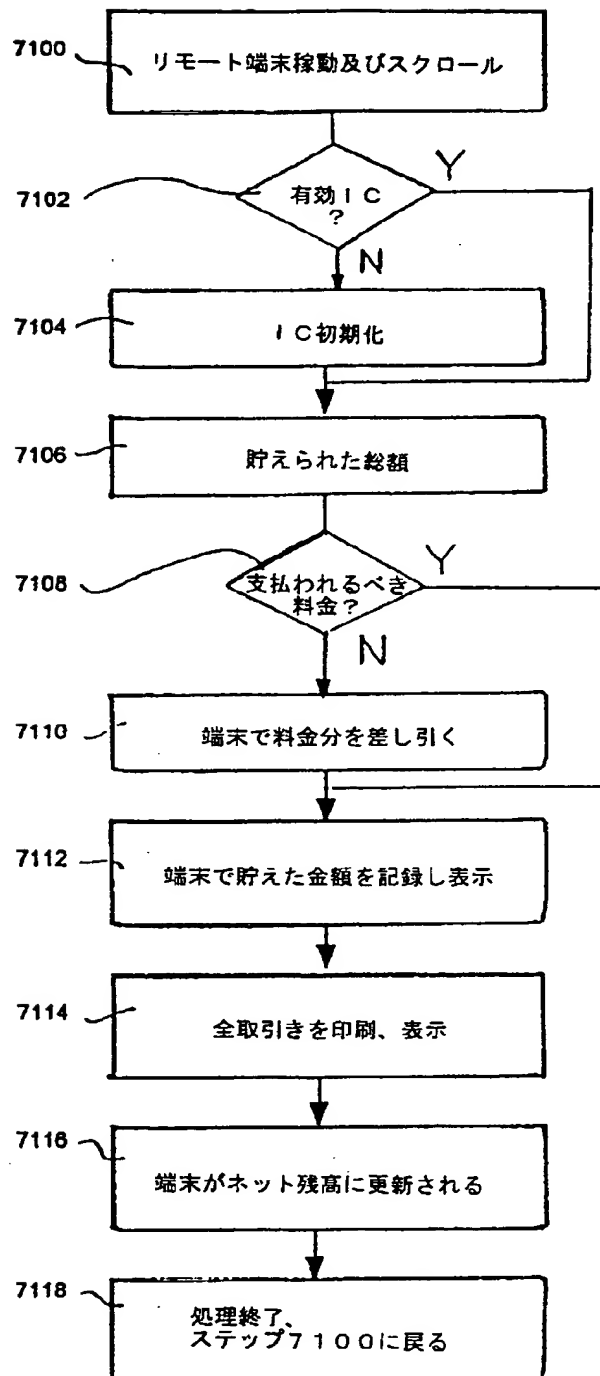 7100
リモート端末稼動及びスクロール
7102
有効IC
?
Y
N
7104
IC初期化
7106
貯えられた総額
7108
支払われるべき
料金?
Y
N
7110
端末で料金分を差し引く
7112
端末で貯えた金額を記録し表示
7114
全取引きを印刷、表示
7116
端末がネット残高に更新される
7118
処理終了、
ステップ7100に戻る